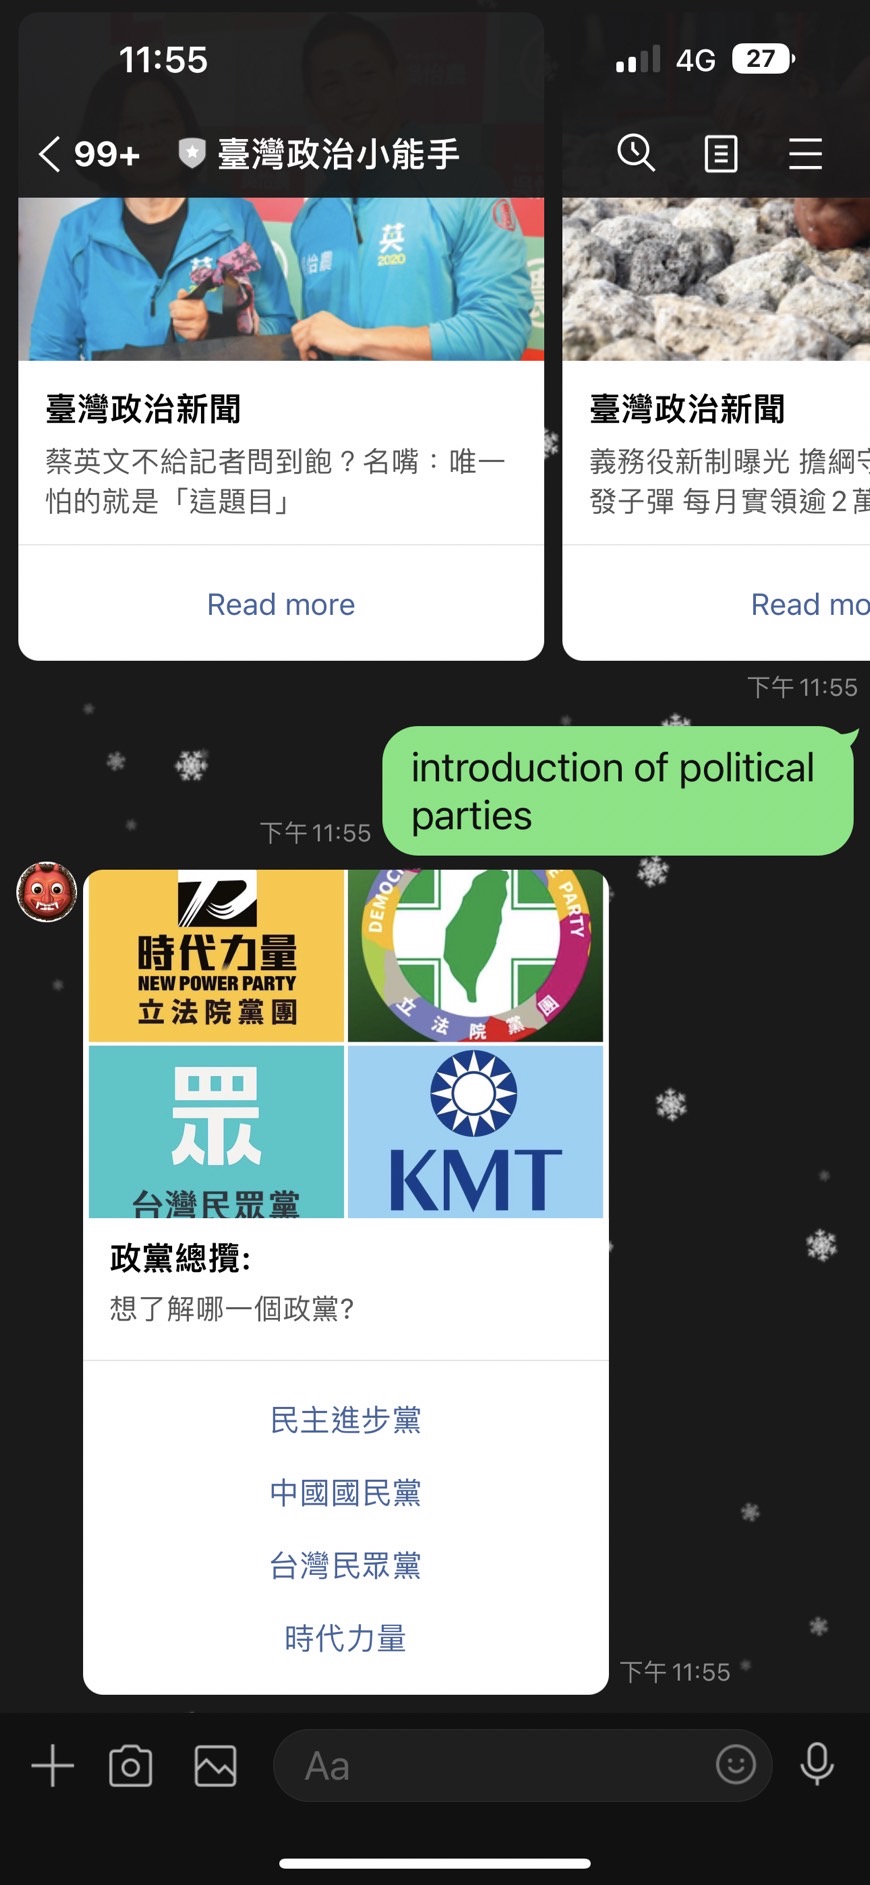 11:55
4G 27
99+ 臺灣政治小能手
英
2020
怡農
臺灣政治新聞
蔡英文不給記者問到飽？名嘴：唯一
怕的就是「這題目」
Read more
臺灣政治新聞
義務役新制曝光 擔綱守
發子彈 每月實領逾2萬
Read mo
下午 11:55
introduction of political
parties
下午 11:55
時代力量
NEW POWER PARTY
立法院黨團
DEMOC
E PARTY
立法院黨團
眾
台灣民眾黨
KMT
政黨總攬:
想了解哪一個政黨?
民主進步黨
中國國民黨
台灣民眾黨
時代力量
下午 11:55
Aa